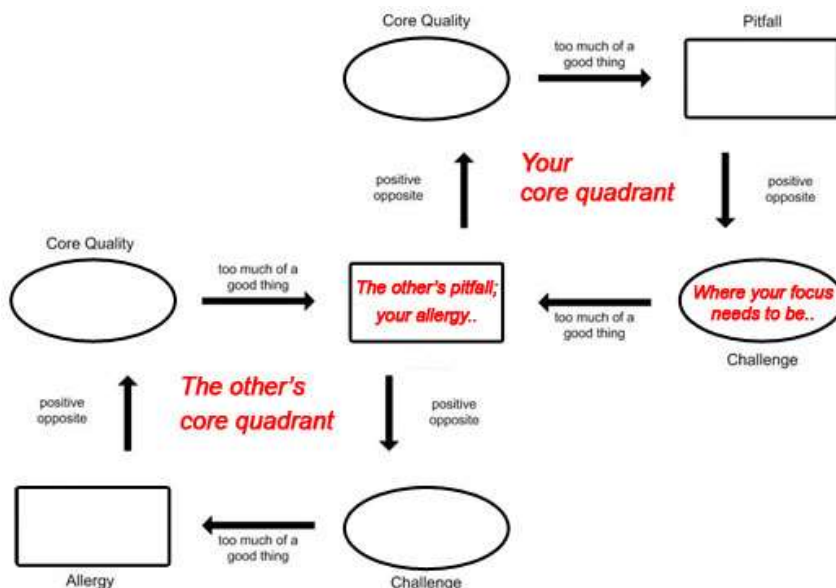 Core Quality
Pitfall
too much of a
good thing
positive
opposite
Your
core quadrant
positive
opposite
Core Quality
too much of a
good thing
The other's pitfall;
your allergy..
too much of a
good thing
Where your focus
needs to be..
Challenge
positive
opposite
The other's
core quadrant
positive
opposite
too much of a
good thing
Allergy
Challenge